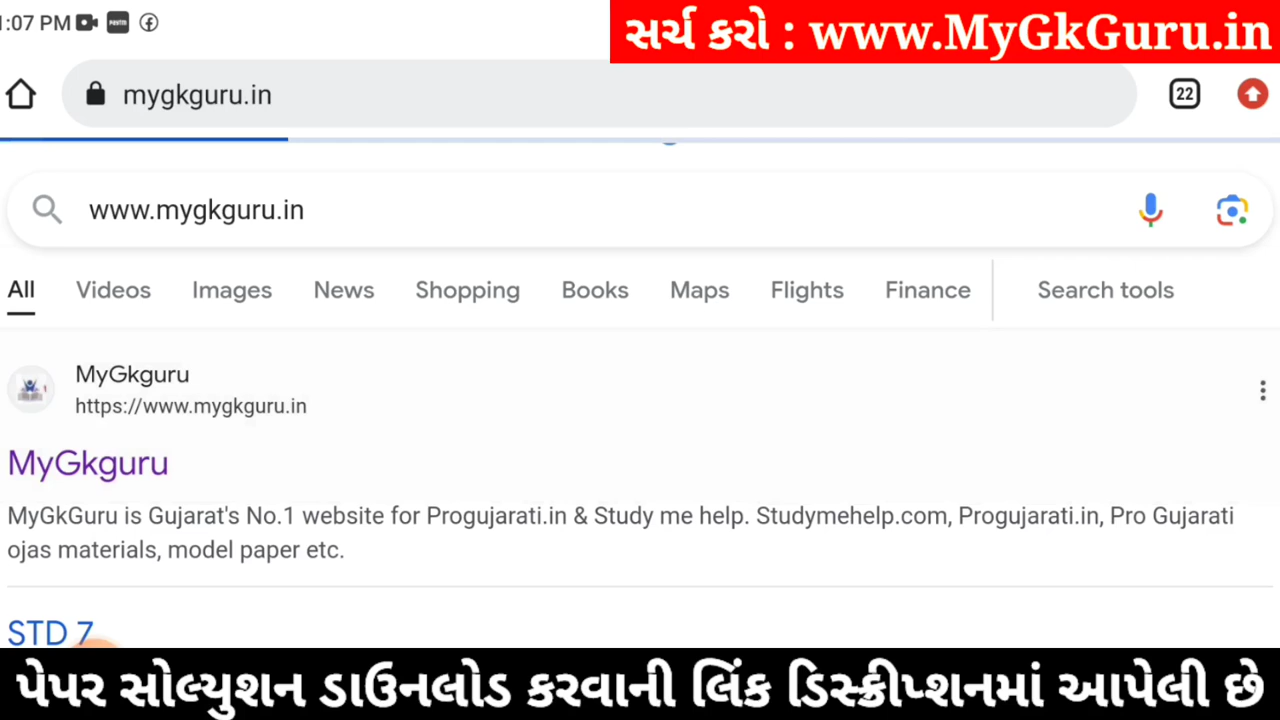 1:07 PM
સર્ચ કરો : www.MyGkGuru.in
mygkguru.in
22
www.mygkguru.in
All Videos Images News Shopping Books Maps Flights Finance Search tools
MyGkguru
https://www.mygkguru.in
MyGkguru
MyGkGuru is Gujarat's No.1 website for Progujarati.in & Study me help. Studymehelp.com, Progujarati.in, Pro Gujarati
ojas materials, model paper etc.
STD 7
પેપર સોલ્યુશન ડાઉનલોડ કરવાની લિંક ડિસ્ક્રીપ્શનમાં આપેલી છે